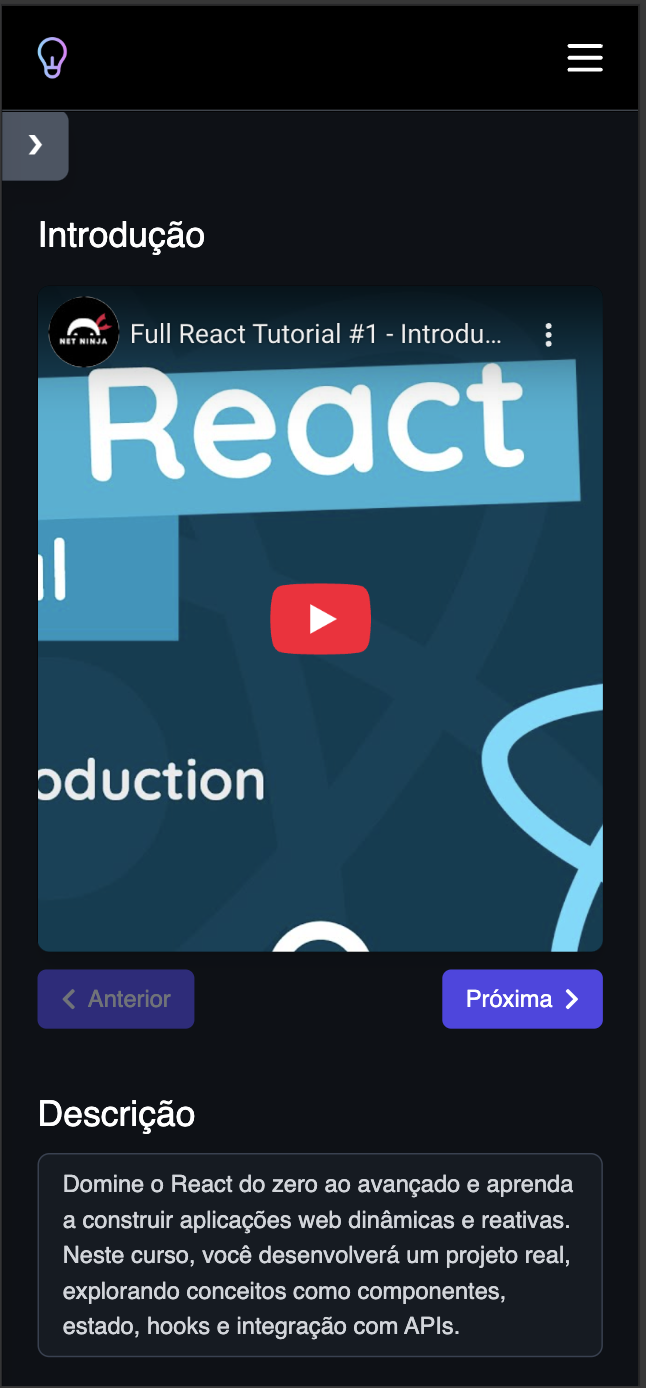 Introdução
NET NINJA
Full React Tutorial #1 - Introdu...
React
al
oduction
Anterior
Próxima
Descrição
Domine o React do zero ao avançado e aprenda
a construir aplicações web dinâmicas e reativas.
Neste curso, você desenvolverá um projeto real,
explorando conceitos como componentes,
estado, hooks e integração com APIs.